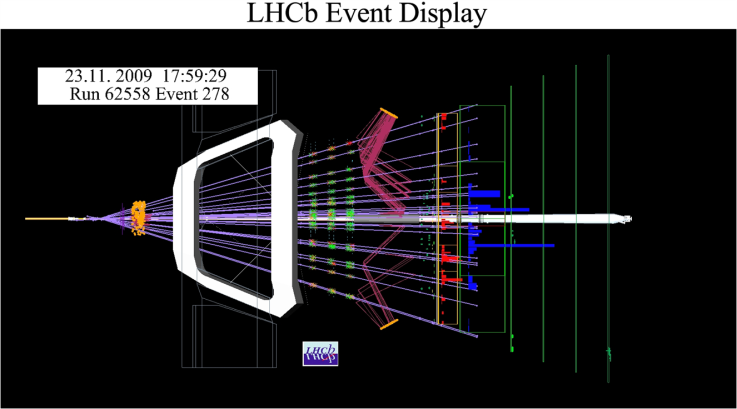 LHCb Event Display
23.11. 2009 17:59:29
Run 62558 Event 278
LHCb